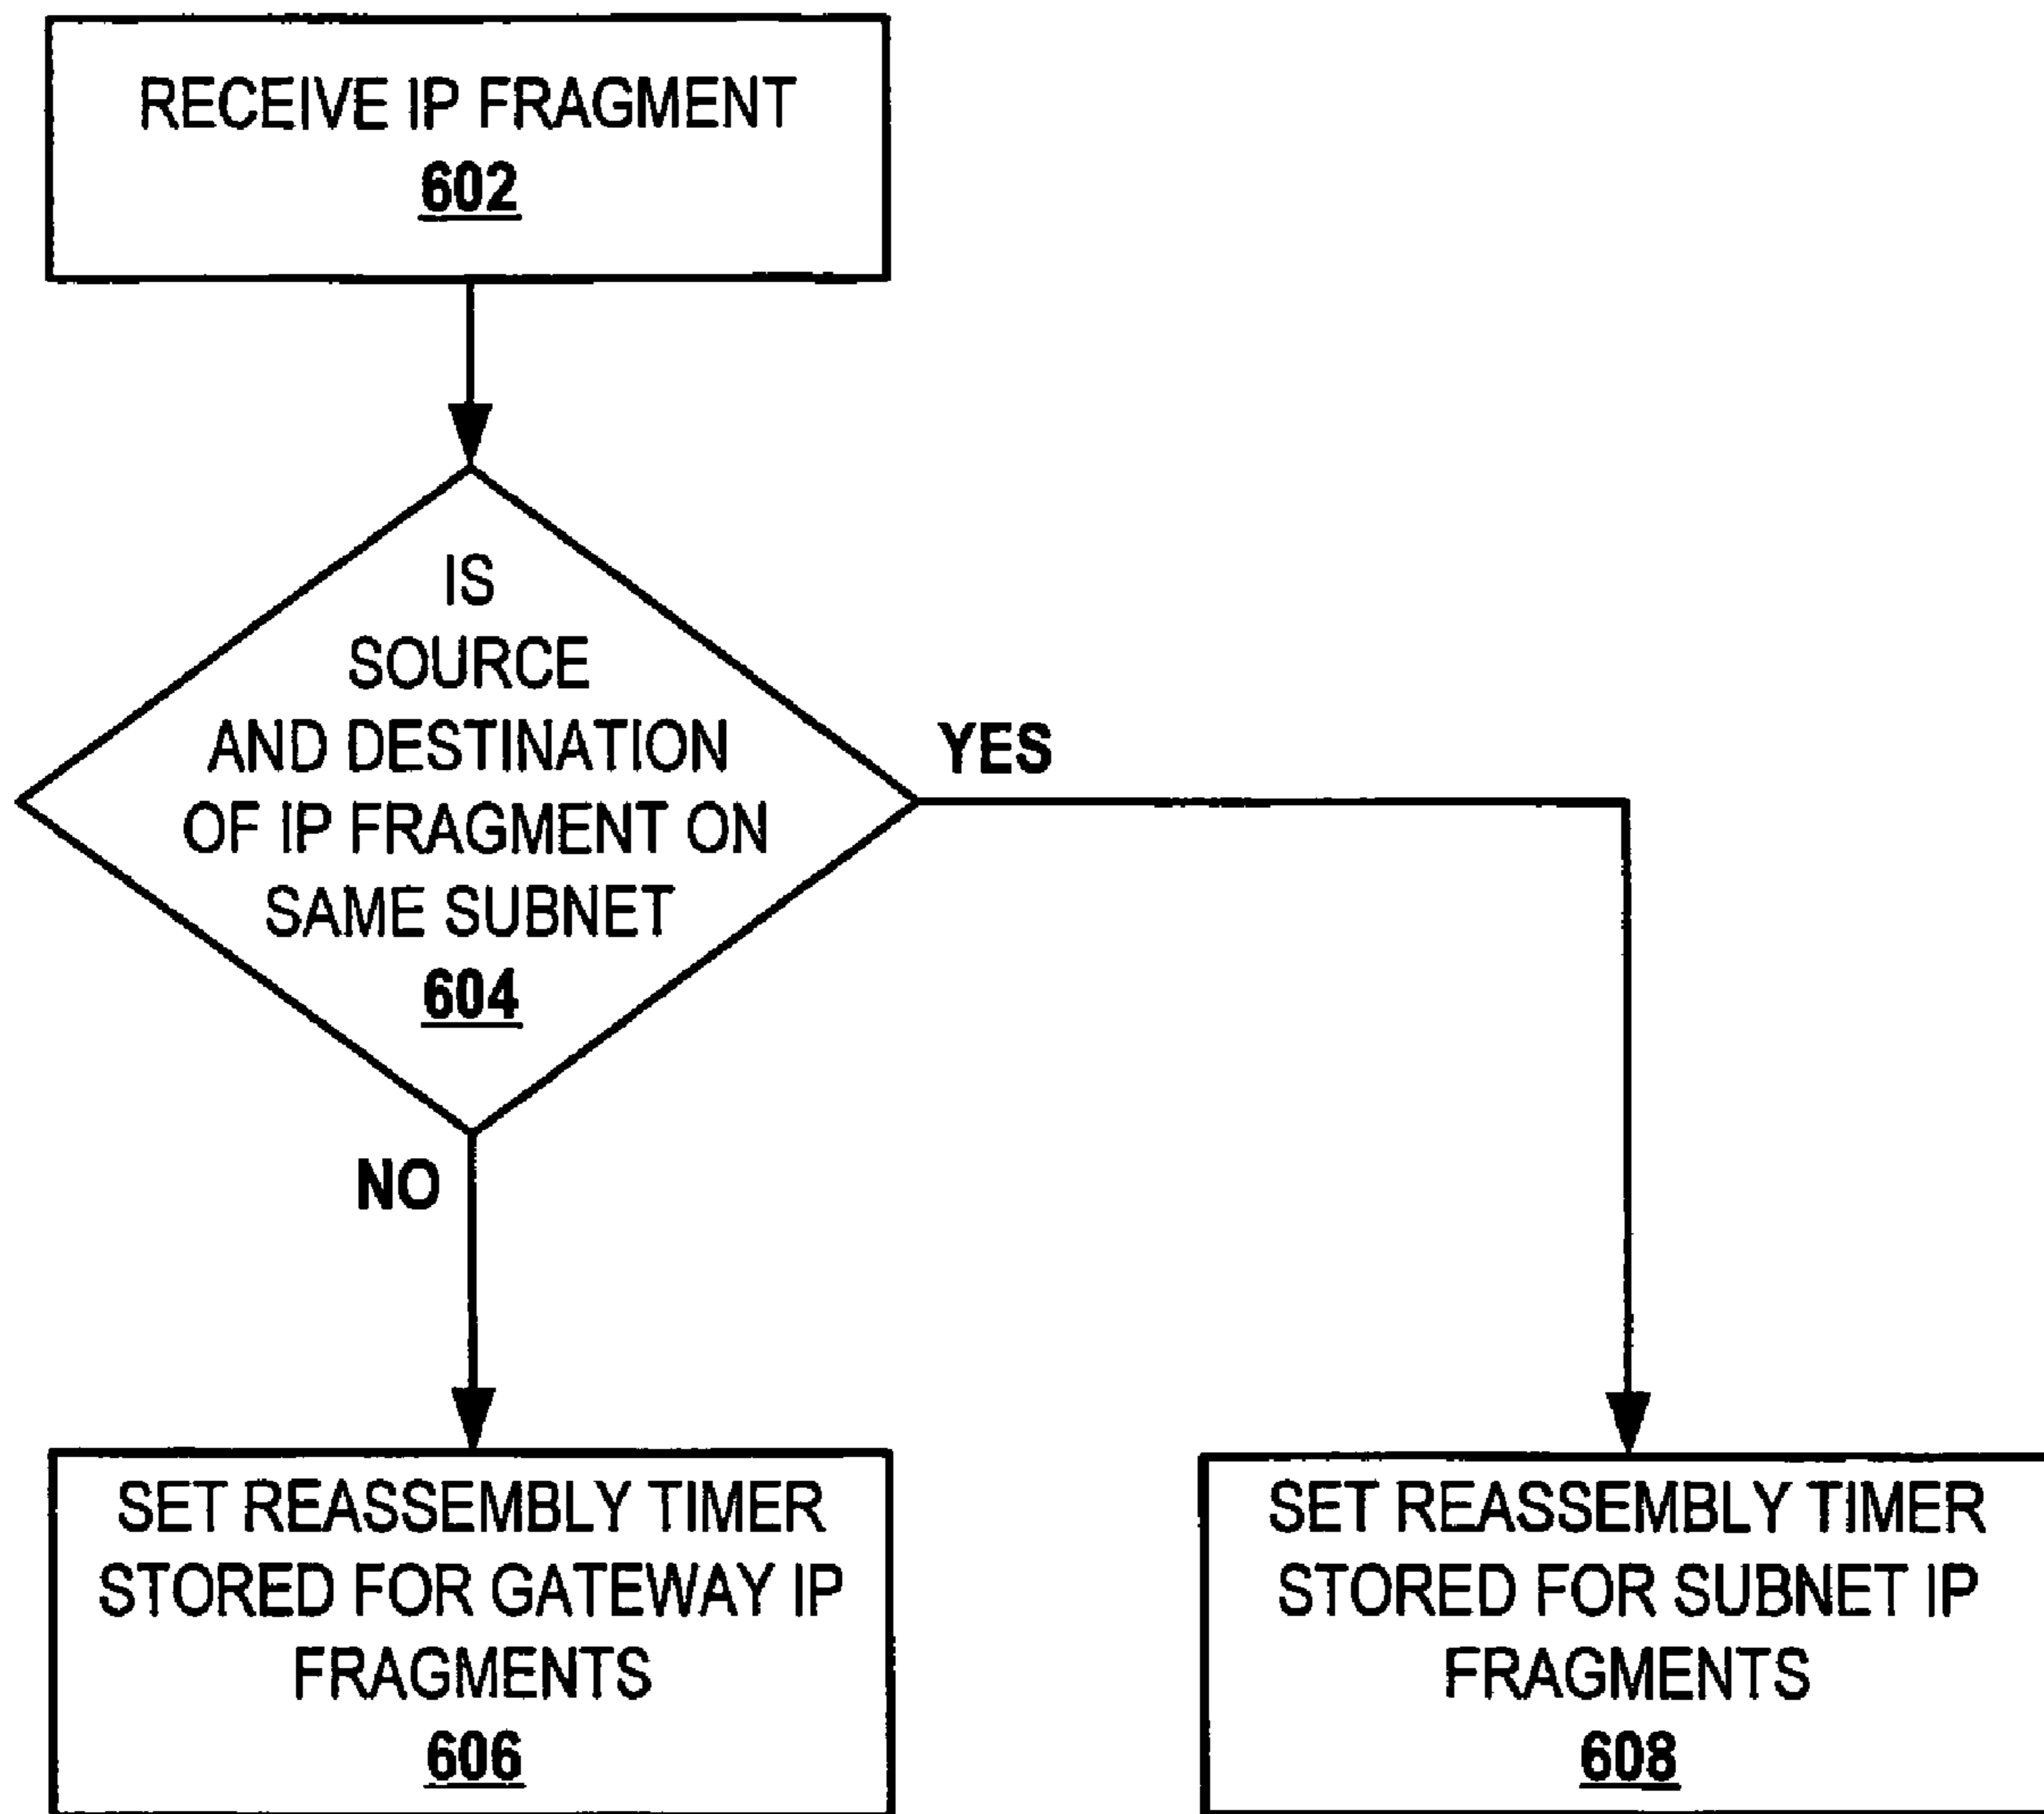 RECEIVE IP FRAGMENT
602
IS
SOURCE
AND DESTINATION
OF IP FRAGMENT ON
SAME SUBNET
604
YES
NO
SET REASSEMBLY TIMER
STORED FOR GATEWAY IP
FRAGMENTS
606
SET REASSEMBLY TIMER
STORED FOR SUBNET IP
FRAGMENTS
608